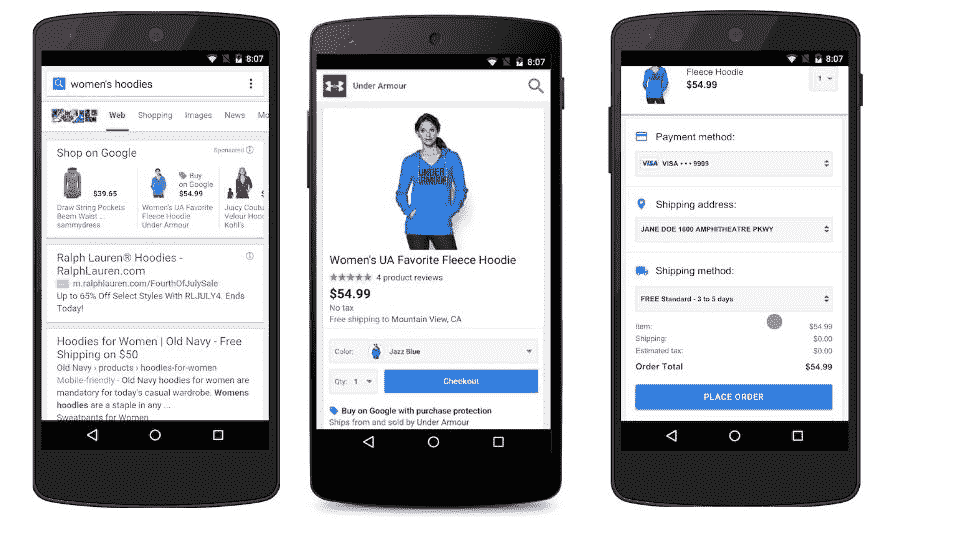 8:07
women's hoodies
Web Shopping Images News Mo
Shop on Google
Sponsored
$39.65
Draw String Pockets
Beam Waist ...
sammydress
Buy
on Google
$54.99
Women's UA Favorite
Fleece Hoodie
Under Armour
Juicy Coutu
Velour Hooc
Kohl's
Ralph Lauren® Hoodies -
RalphLauren.com
m.ralphlauren.com/FourthOfJulySale
Up to 65% Off Select Styles With RLJULY4. Ends
Today!
Hoodies for Women | Old Navy - Free
Shipping on $50
Old Navy › products › hoodies-for-women
Mobile-friendly - Old Navy hoodies for women are
mandatory for today's casual wardrobe. Womens
hoodies are a staple in any ...
Sweatpants for Women
8:07
Under Armour
UNDER
ARMOUR
Women's UA Favorite Fleece Hoodie
4 product reviews
$54.99
No tax
Free shipping to Mountain View, CA
Color: Jazz Blue
Qty: 1 Checkout
Buy on Google with purchase protection
Ships from and sold by Under Armour
8:07
Fleece Hoodie
$54.99
1
Payment method:
VISA VISA • • • 9999
Shipping address:
JANE DOE 1600 AMPHITHEATRE PKWY
Shipping method:
FREE Standard - 3 to 5 days
Item: $54.99
Shipping: $0.00
Estimated tax: $0.00
Order Total $54.99
PLACE ORDER